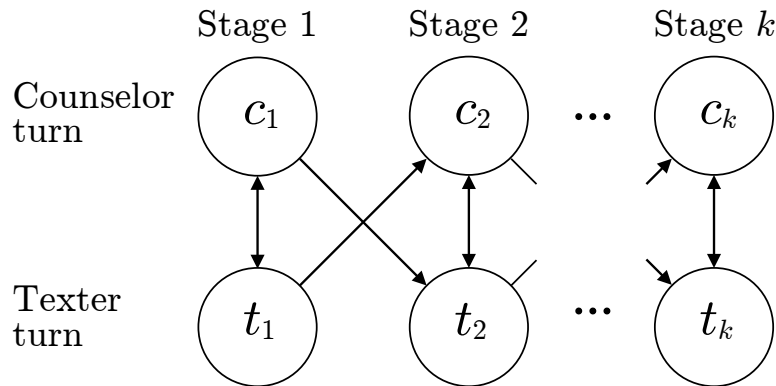 Stage 1 Stage 2 Stage k
Counselor
turn
c₁ c₂ ... cₖ
Texter
turn
t₁ t₂ ... tₖ